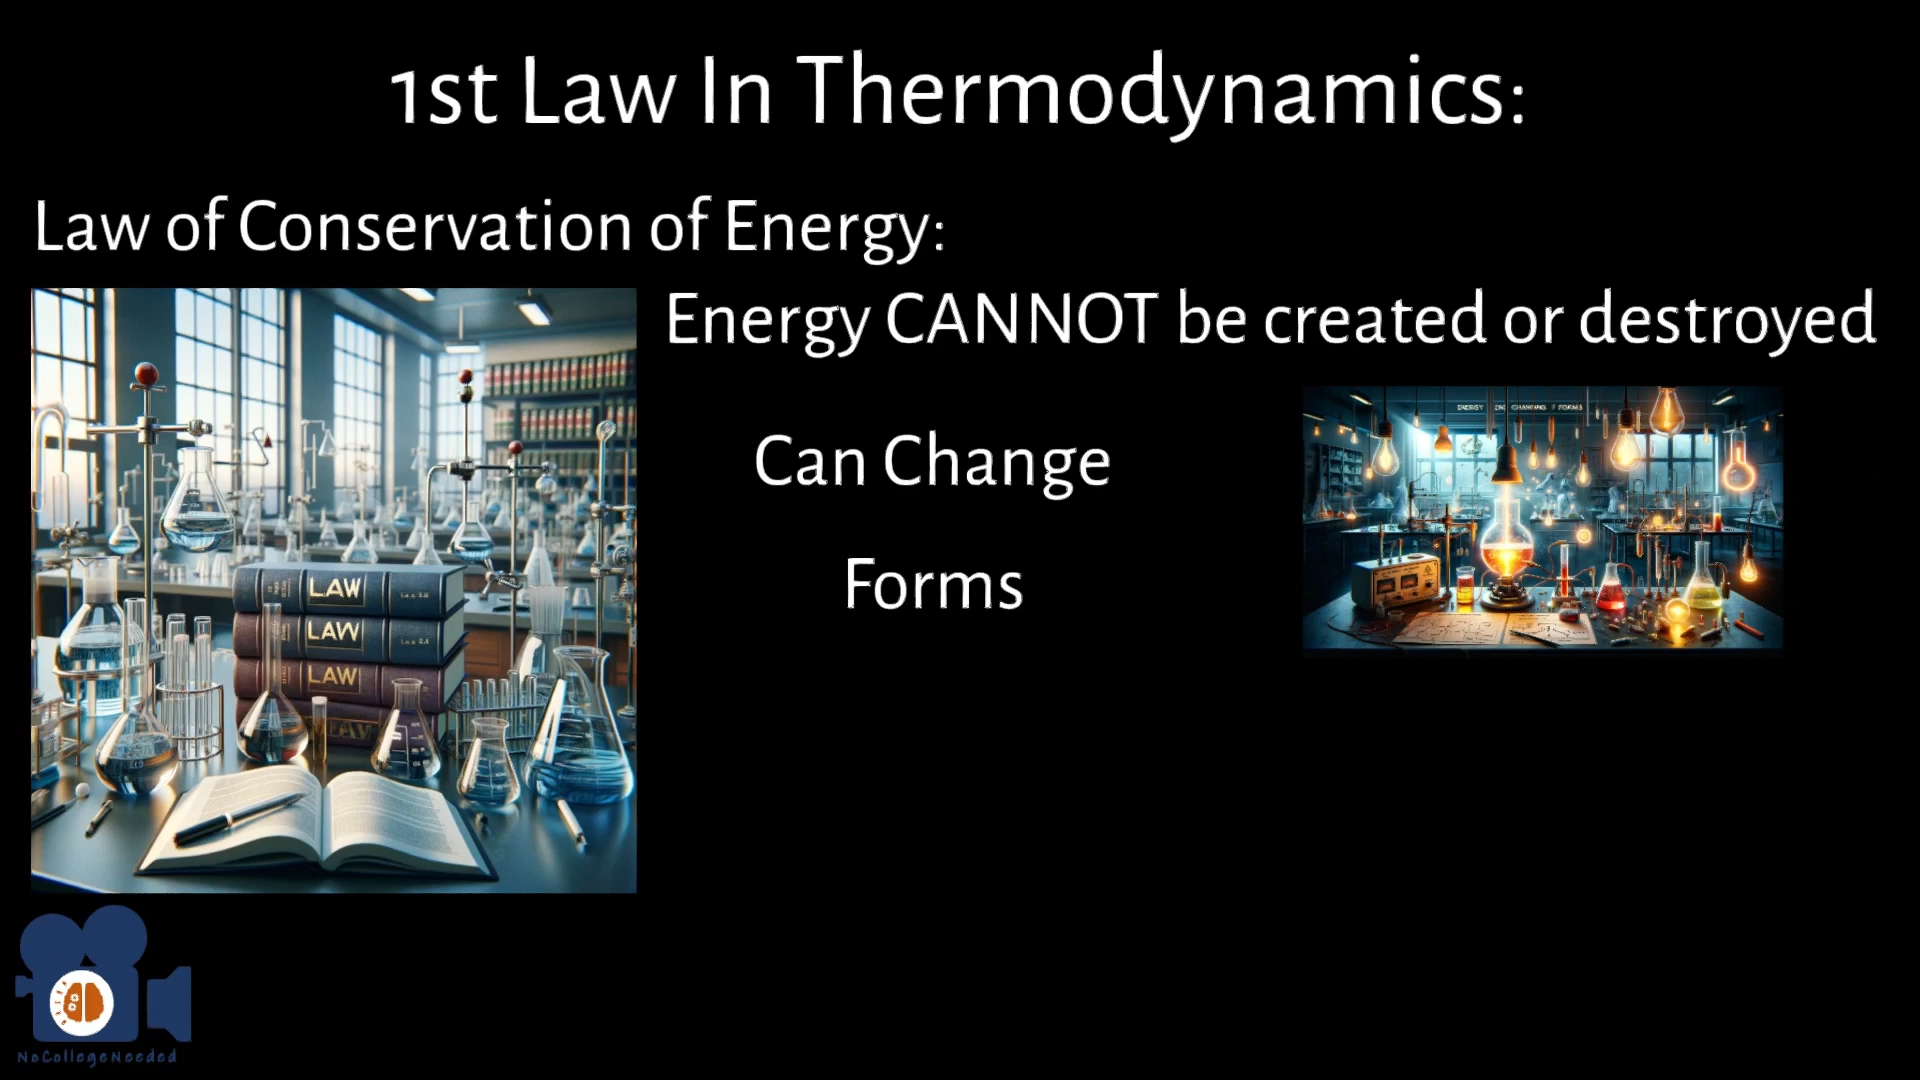 1st Law In Thermodynamics:
Law of Conservation of Energy:
Energy CANNOT be created or destroyed
Can Change
Forms
LAW
LAW
LAW
LAW
NoCollegeNeeded